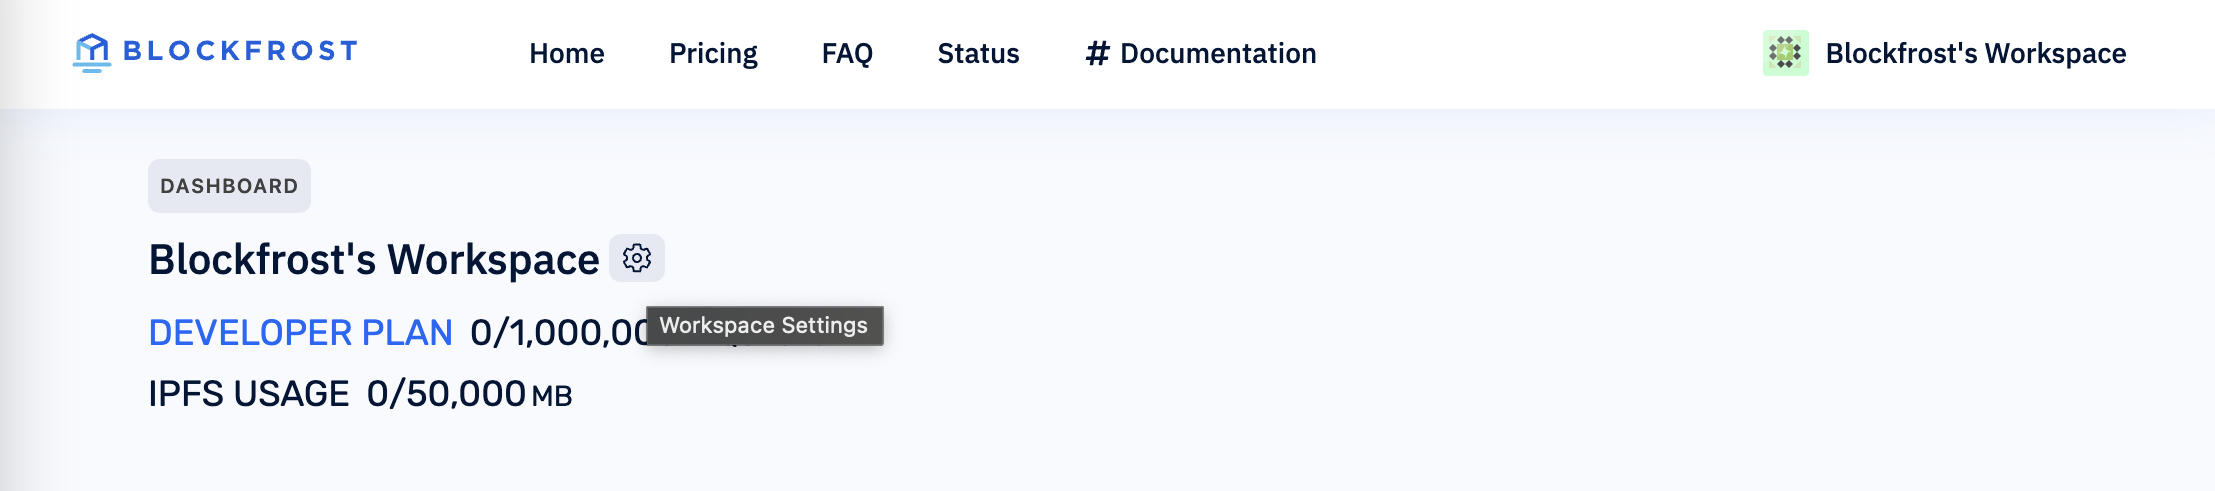 BLOCKFROST Home Pricing FAQ Status # Documentation Blockfrost's Workspace
DASHBOARD
Blockfrost's Workspace
DEVELOPER PLAN 0/1,000,00
Workspace Settings
IPFS USAGE 0/50,000 MB